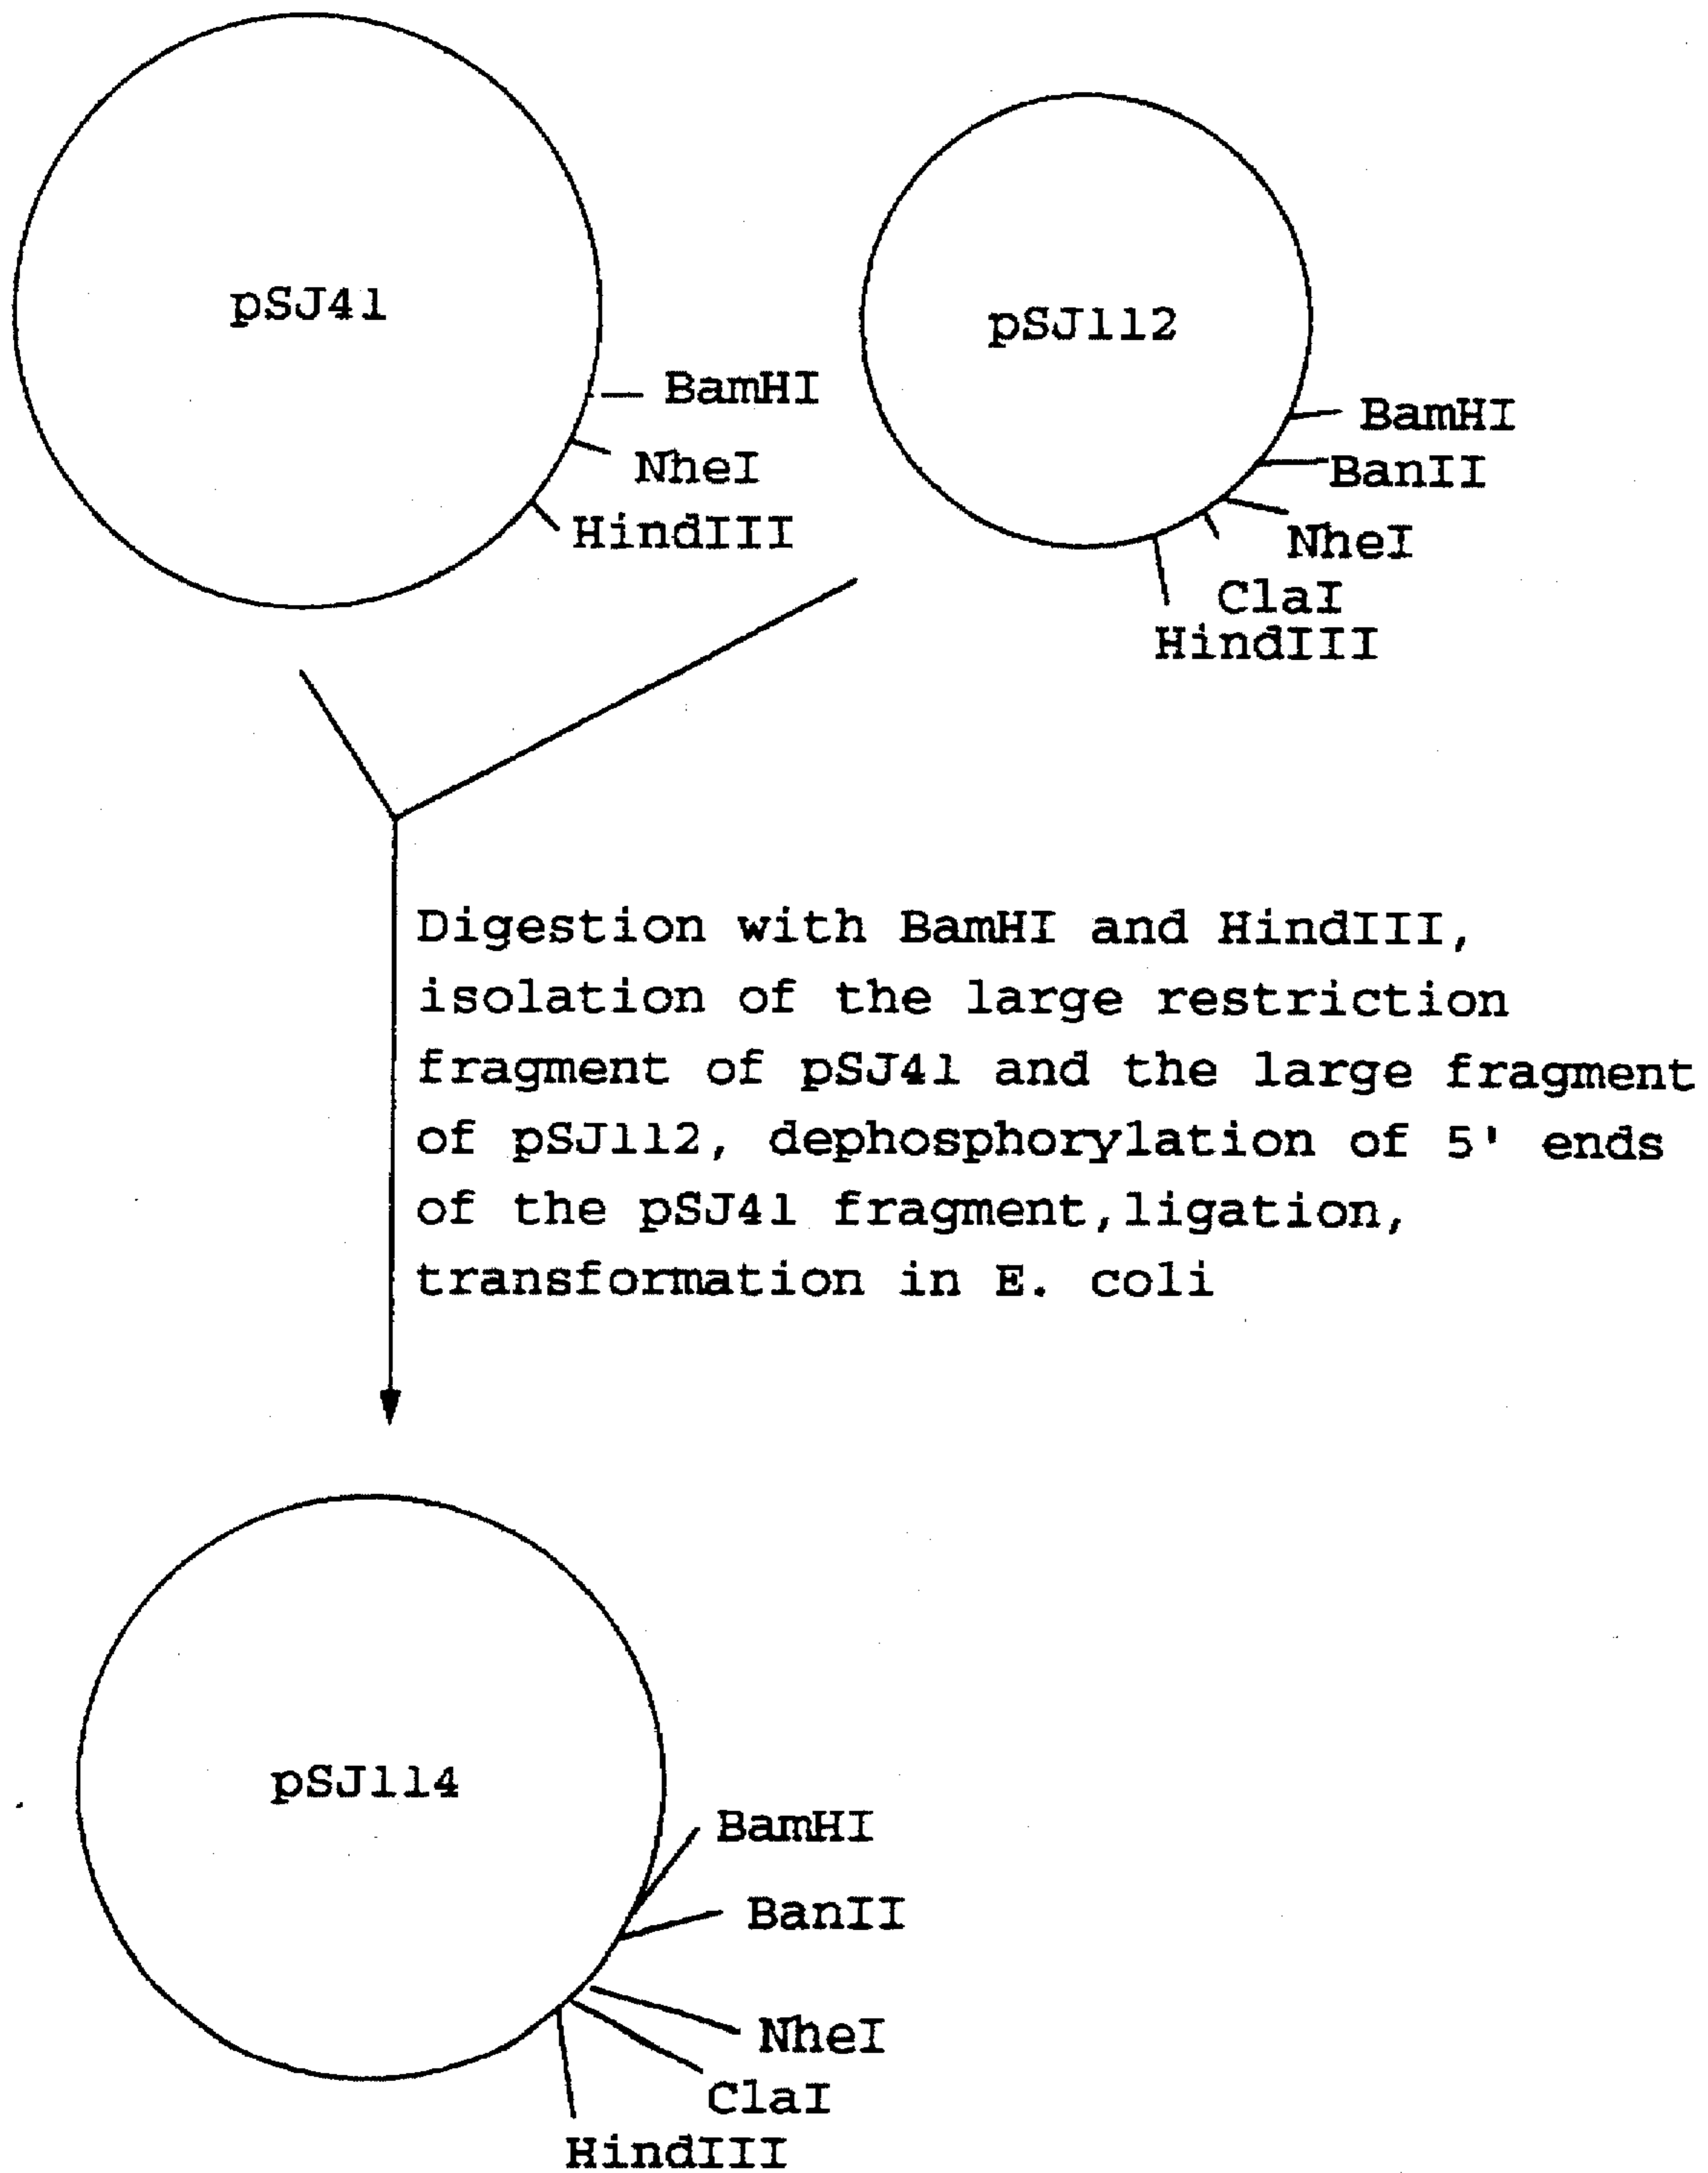 pSJ41
BamHI
NheI
HindIII
pSJ112
BamHI
BanII
NheI
ClaI
HindIII
Digestion with BamHI and HindIII,
isolation of the large restriction
fragment of pSJ41 and the large fragment
of pSJ112, dephosphorylation of 5' ends
of the pSJ41 fragment, ligation,
transformation in E. coli
pSJ114
BamHI
BanII
NheI
ClaI
HindIII